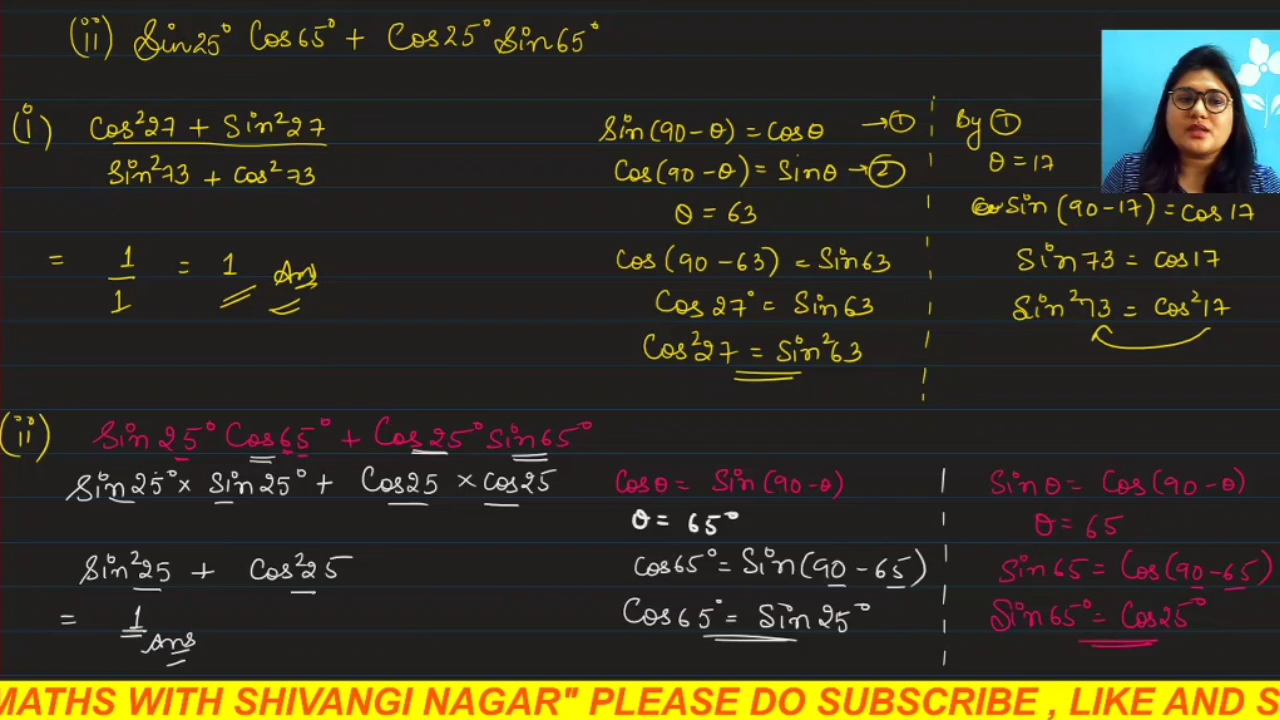 (ii) Sin25° Cos65° + Cos25° Sin65°
(i) Cos²27 + Sin²27
Sin²73 + Cos²73
= 1
1
= 1 Ans
Sin(90-θ) = Cosθ →①
Cos(90-θ) = Sinθ →②
θ = 63
Cos(90-63) = Sin63
Cos27° = Sin63
Cos²27 = Sin²63
By ①
θ = 17
Sin(90-17) = Cos17
Sin73 = Cos17
Sin²73 = Cos²17
(ii) Sin25° Cos65° + Cos25° Sin65°
Sin25° × Sin25° + Cos25 × Cos25
Sin²25 + Cos²25
= 1 Ans
Cosθ = Sin(90-θ)
θ = 65°
Cos65° = Sin(90-65)
Cos65° = Sin25°
Sinθ = Cos(90-θ)
θ = 65
Sin65 = Cos(90-65)
Sin65° = Cos25°
MATHS WITH SHIVANGI NAGAR" PLEASE DO SUBSCRIBE , LIKE AND S